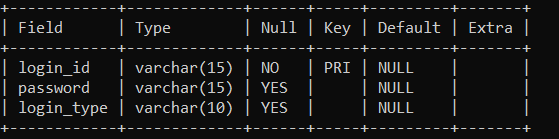 +------------+-------------+------+-----+---------+-------+
| Field      | Type        | Null | Key | Default | Extra |
+------------+-------------+------+-----+---------+-------+
| login_id   | varchar(15) | NO   | PRI | NULL    |       |
| password   | varchar(15) | YES  |     | NULL    |       |
| login_type | varchar(10) | YES  |     | NULL    |       |
+------------+-------------+------+-----+---------+-------+